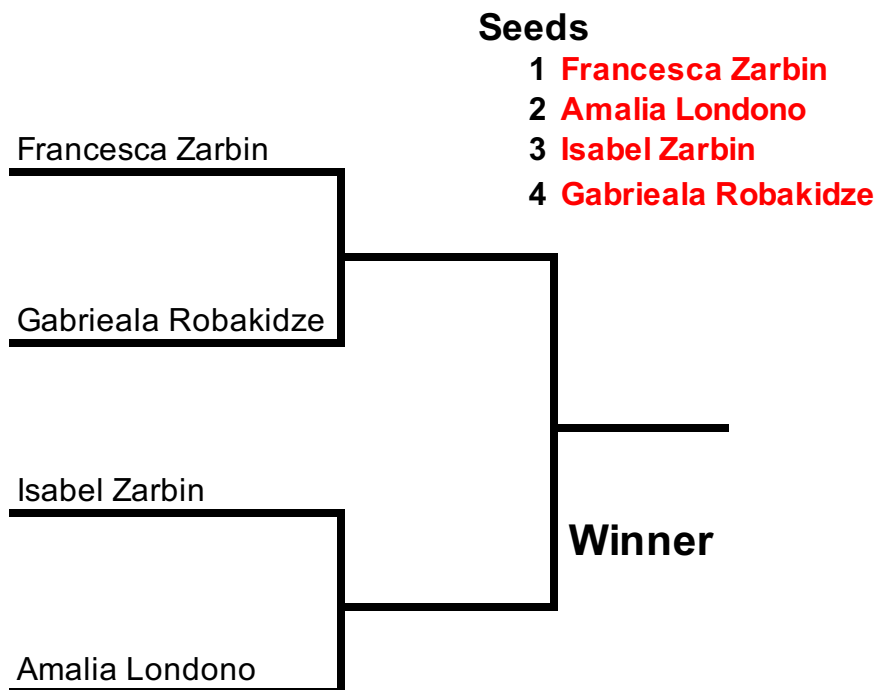 Seeds
1 Francesca Zarbin
2 Amalia Londono
3 Isabel Zarbin
4 Gabrieala Robakidze
Francesca Zarbin
Gabrieala Robakidze
Isabel Zarbin
Winner
Amalia Londono